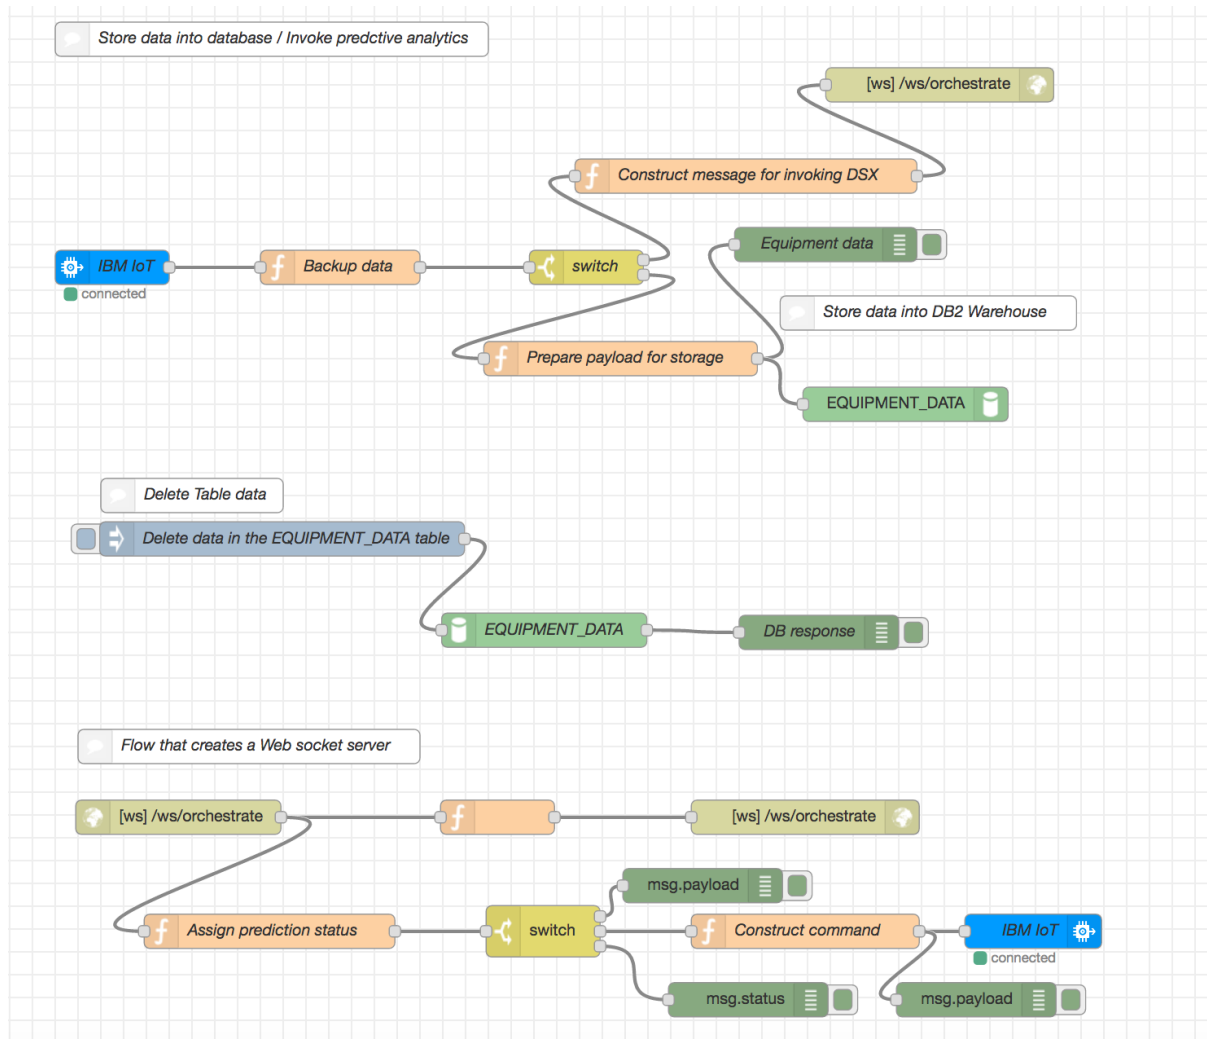 Store data into database / Invoke predctive analytics
[ws] /ws/orchestrate
Construct message for invoking DSX
Equipment data
IBM IoT
Backup data
switch
connected
Store data into DB2 Warehouse
Prepare payload for storage
EQUIPMENT_DATA
Delete Table data
Delete data in the EQUIPMENT_DATA table
EQUIPMENT_DATA
DB response
Flow that creates a Web socket server
[ws] /ws/orchestrate
[ws] /ws/orchestrate
msg.payload
Assign prediction status
switch
Construct command
IBM IoT
connected
msg.status
msg.payload